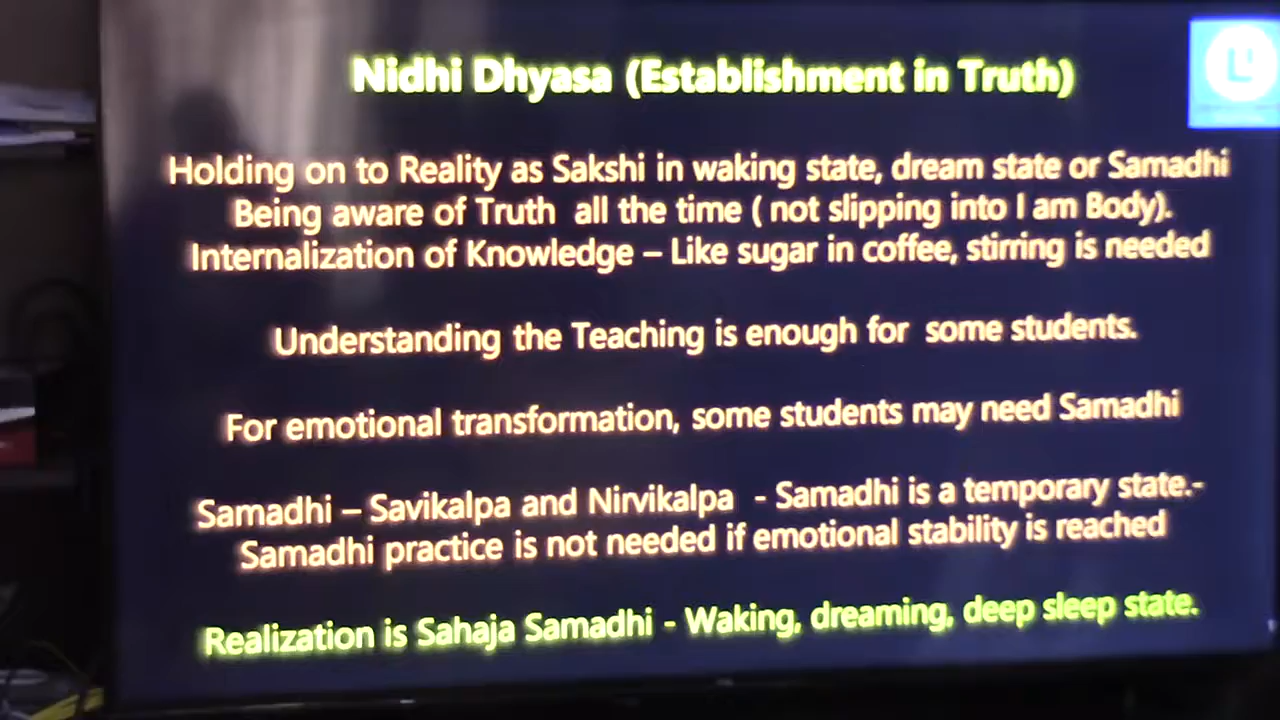 Nidhi Dhyasa (Establishment in Truth)
Holding on to Reality as Sakshi in waking state, dream state or Samadhi
Being aware of Truth all the time ( not slipping into I am Body).
Internalization of Knowledge – Like sugar in coffee, stirring is needed
Understanding the Teaching is enough for some students.
For emotional transformation, some students may need Samadhi
Samadhi – Savikalpa and Nirvikalpa - Samadhi is a temporary state.-
Samadhi practice is not needed if emotional stability is reached
Realization is Sahaja Samadhi - Waking, dreaming, deep sleep state.